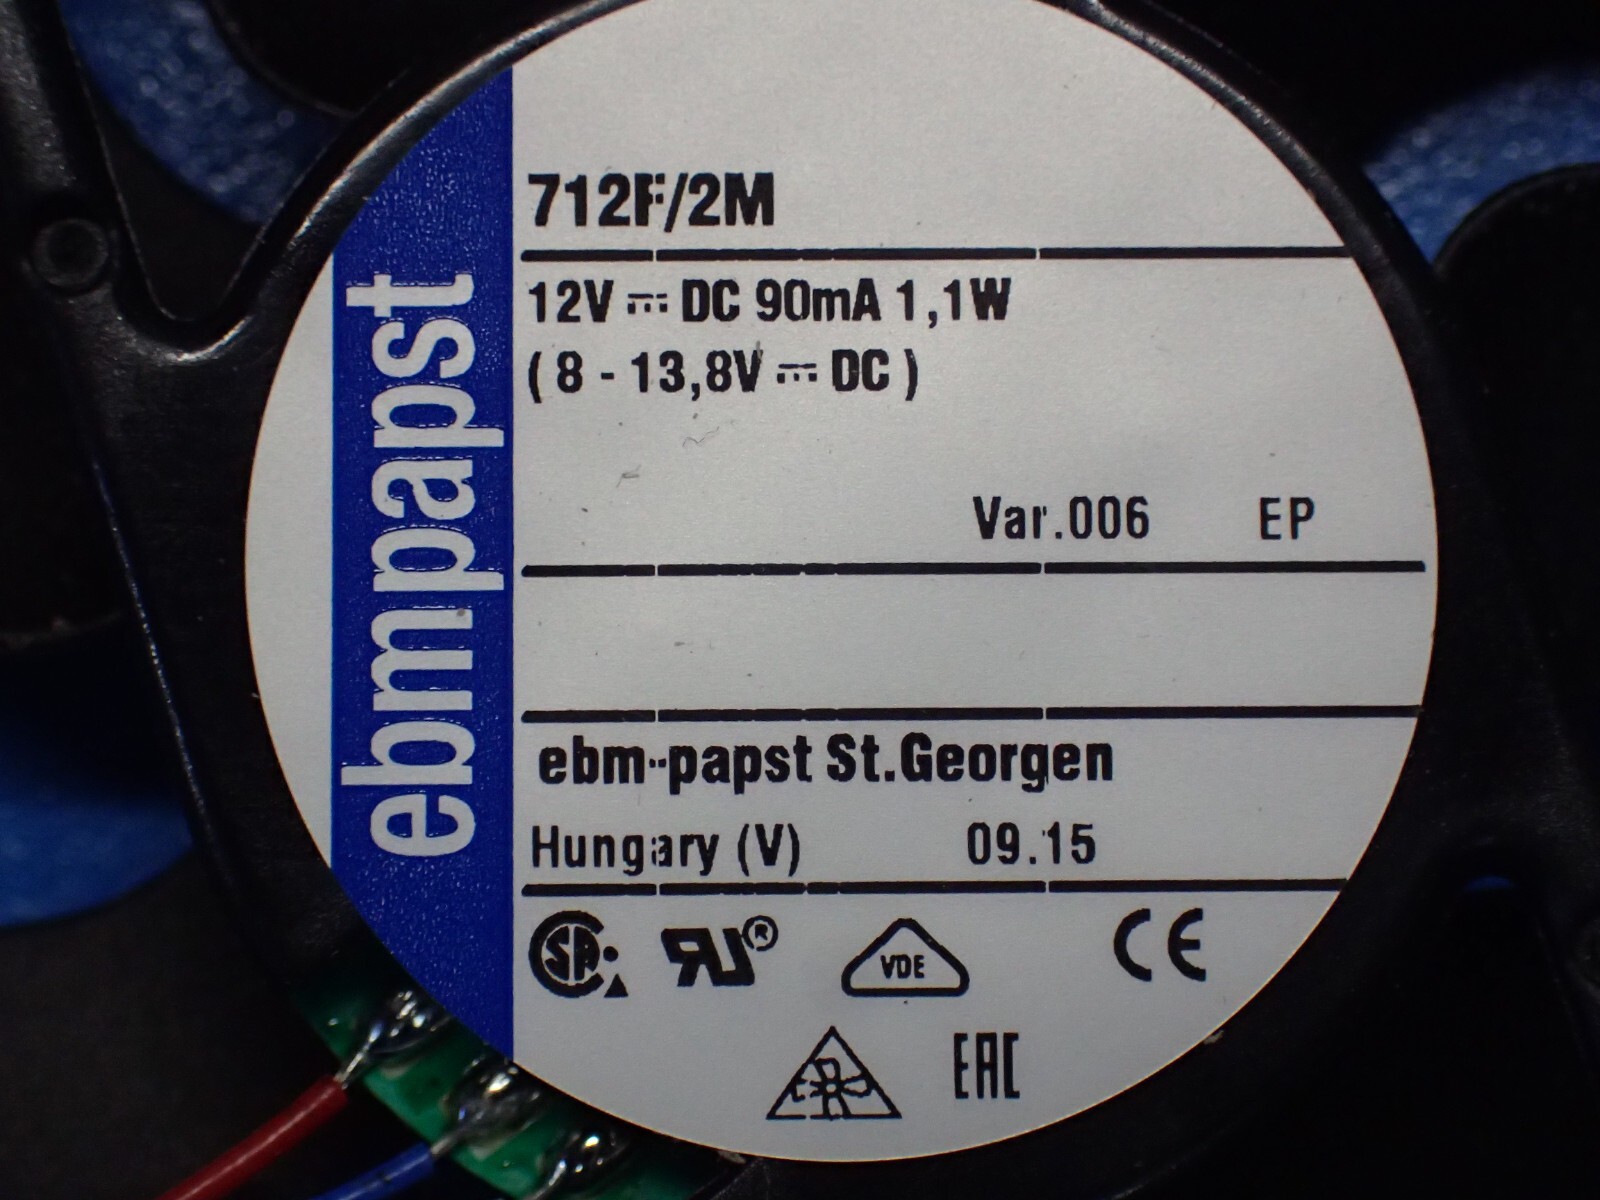 ebmpapst
712F/2M
12V ⎓ DC 90mA 1,1W
( 8 - 13,8V ⎓ DC )
Var.006 EP
ebm-papst St.Georgen
Hungary (V) 09.15
VDE CE
EAC